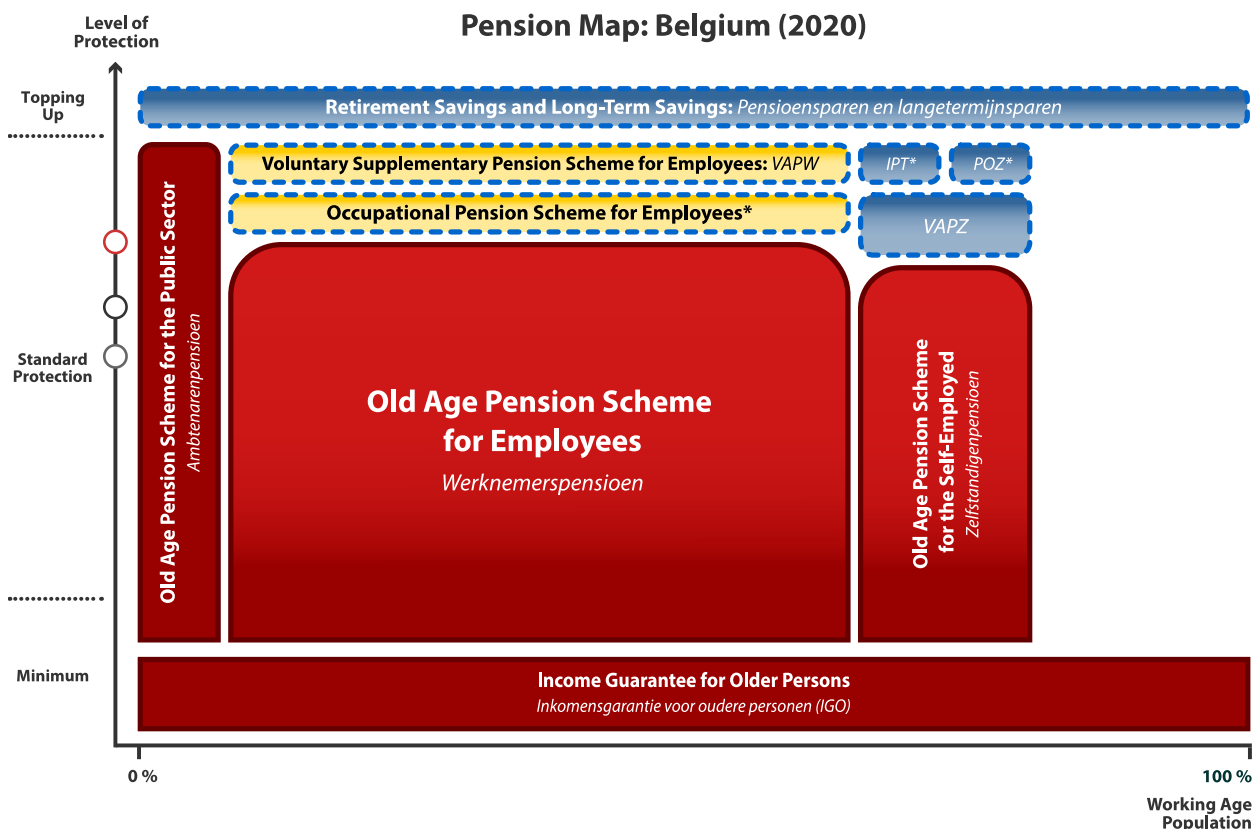 Pension Map: Belgium (2020)
Level of
Protection
Topping
Up
Retirement Savings and Long-Term Savings: Pensioensparen en langetermijnsparen
Voluntary Supplementary Pension Scheme for Employees: VAPW
IPT*
POZ*
Occupational Pension Scheme for Employees*
VAPZ
Standard
Protection
Old Age Pension Scheme for the Public Sector
Ambtenarenpensioen
Old Age Pension Scheme
for Employees
Werknemerspensioen
Old Age Pension Scheme
for the Self-Employed
Zelfstandigenpensioen
Minimum
Income Guarantee for Older Persons
Inkomensgarantie voor oudere personen (IGO)
0 %
100 %
Working Age
Population